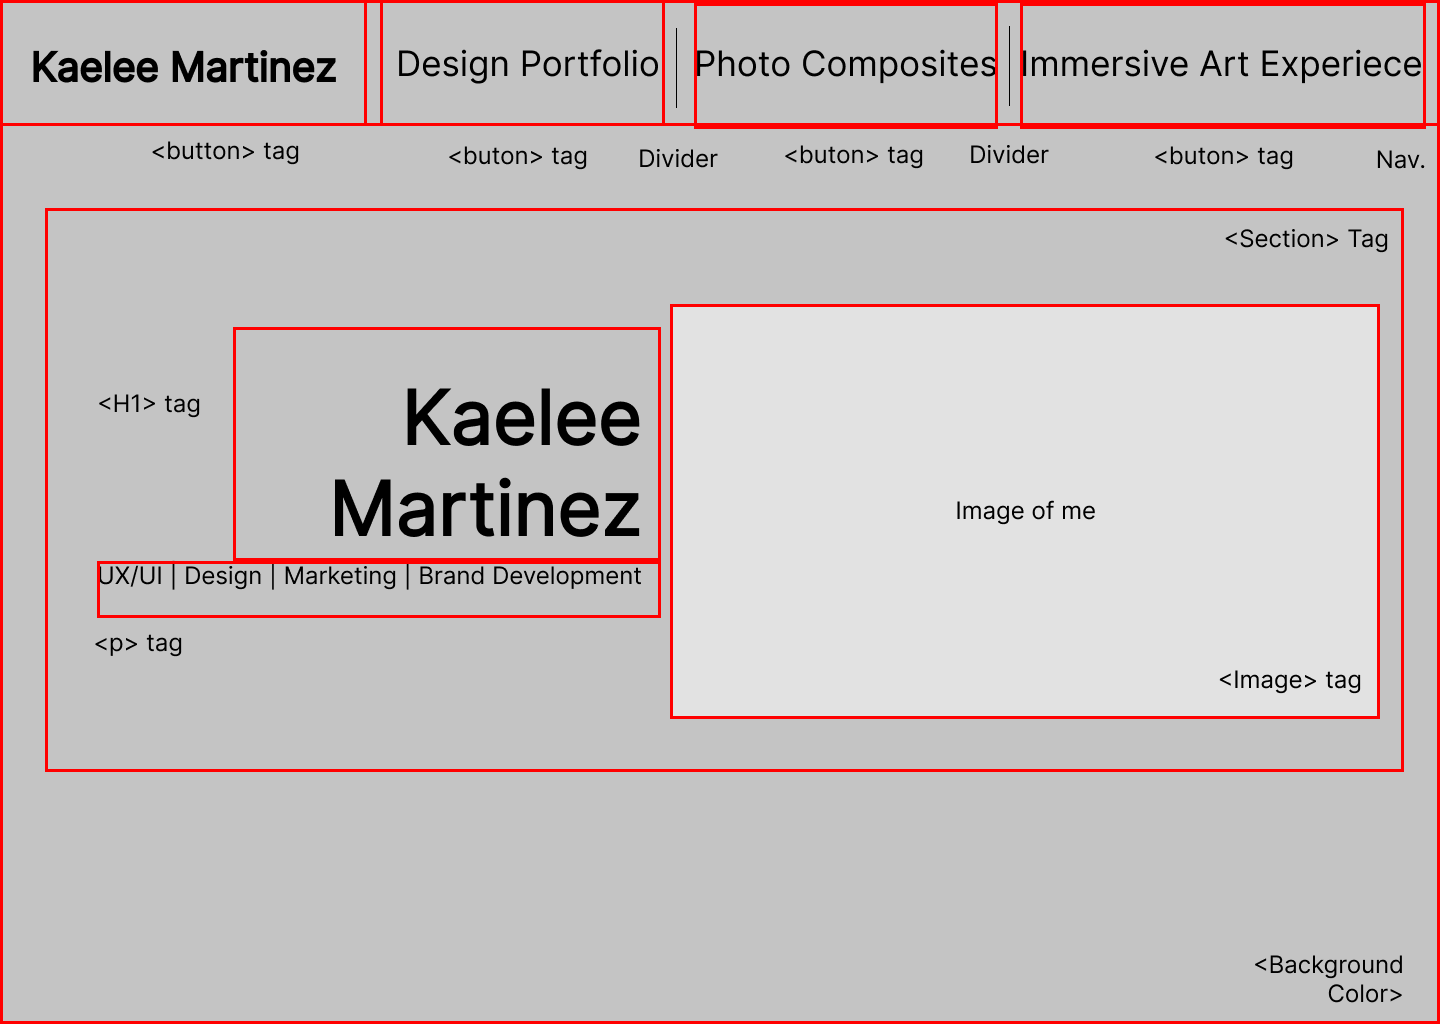 Kaelee Martinez
Design Portfolio
Photo Composites
Immersive Art Experiece
<button> tag
<buton> tag
Divider
<buton> tag
Divider
<buton> tag
Nav.
<Section> Tag
<H1> tag
Kaelee
Martinez
Image of me
UX/UI | Design | Marketing | Brand Development
<p> tag
<Image> tag
<Background
Color>